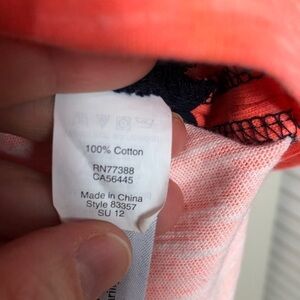 100% Cotton
RN77388
CA56445
Made in China
Style 83357
SU 12